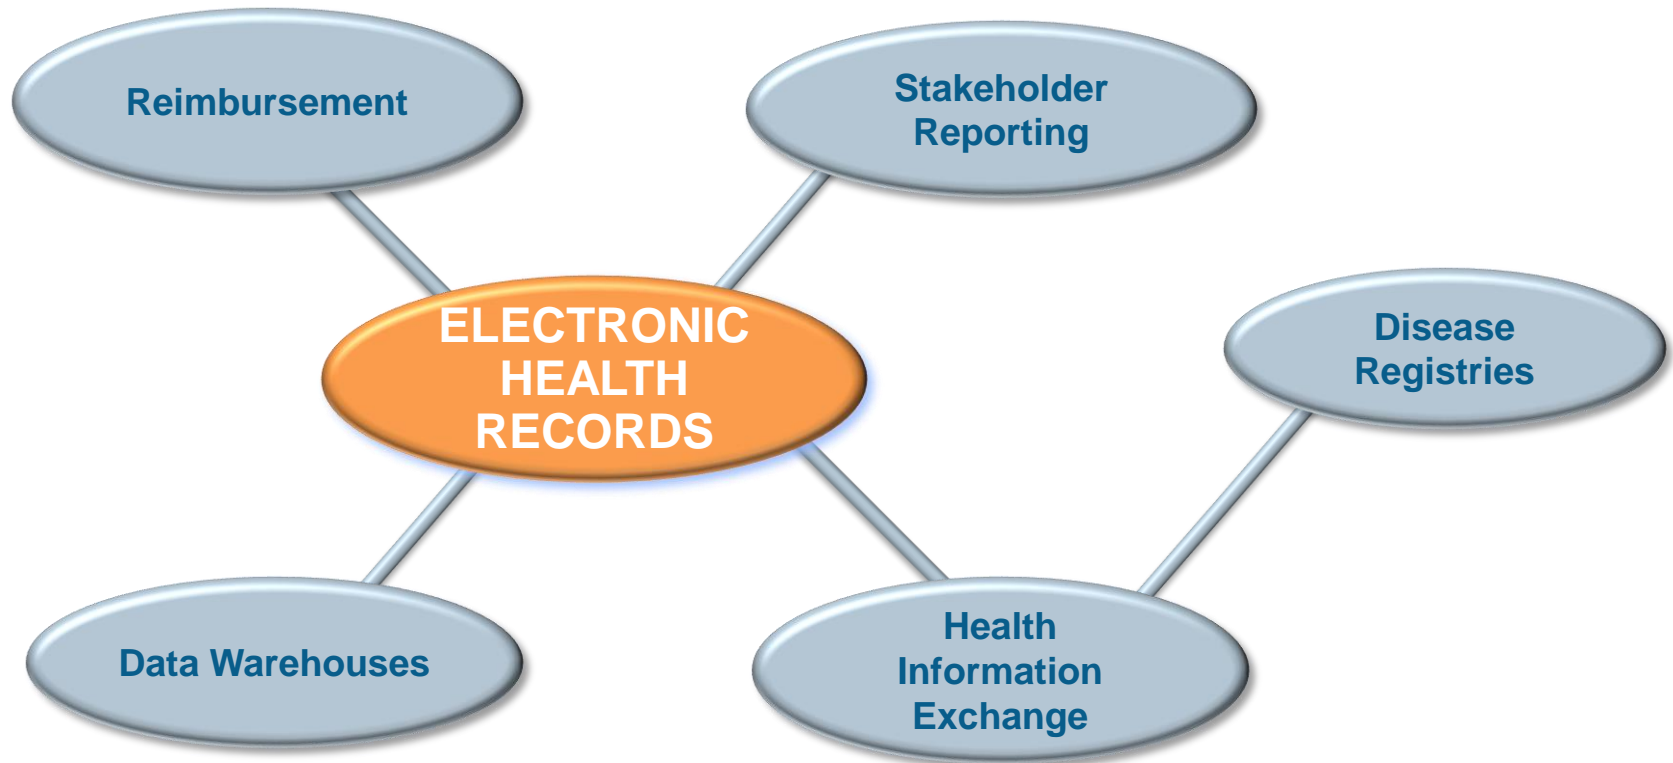 Reimbursement
Stakeholder
Reporting
ELECTRONIC
HEALTH
RECORDS
Disease
Registries
Data Warehouses
Health
Information
Exchange